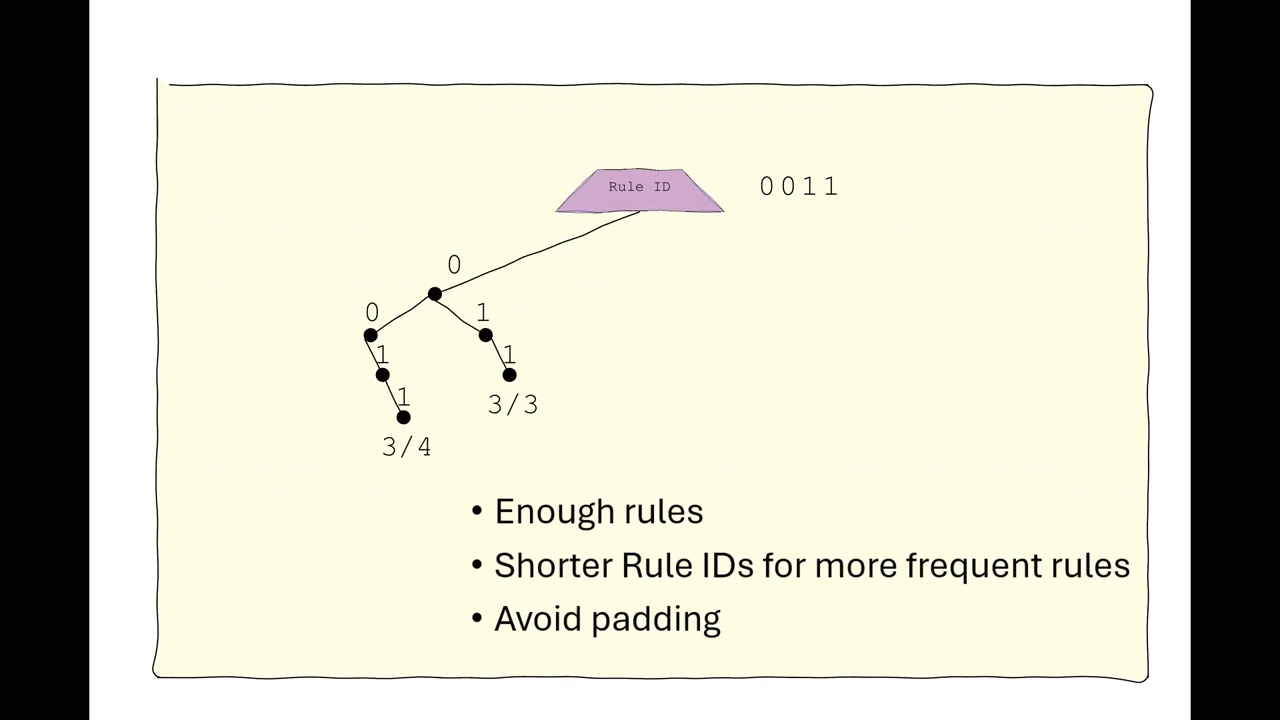 Rule ID
0011
0
0
1
1
1
1
3/3
3/4
• Enough rules
• Shorter Rule IDs for more frequent rules
• Avoid padding